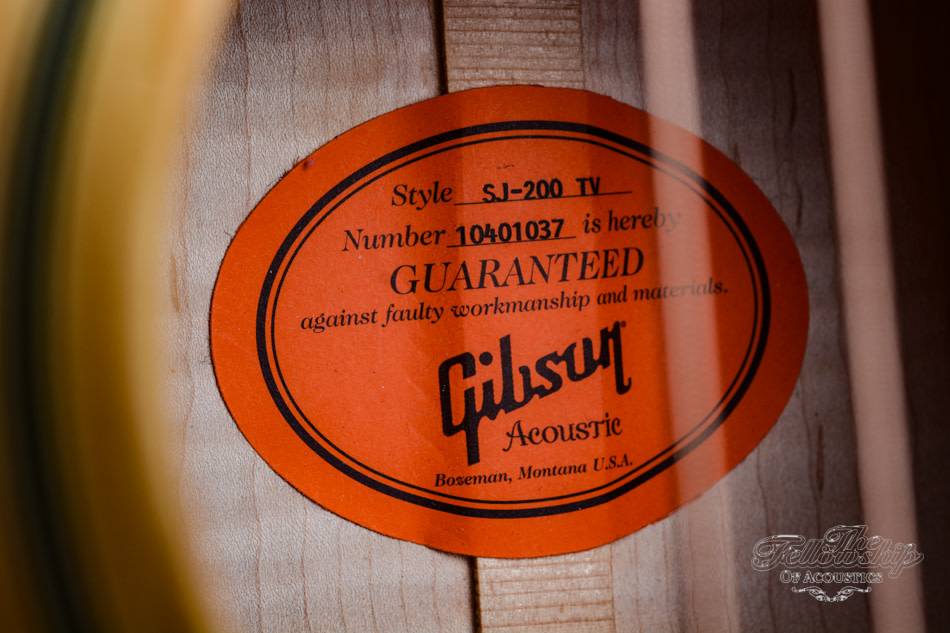 Style SJ-200 TV
Number 10401037 is hereby
GUARANTEED
against faulty workmanship and materials.
Gibson
Acoustic
Bozeman, Montana U.S.A.
The
Fellowship
OF ACOUSTICS